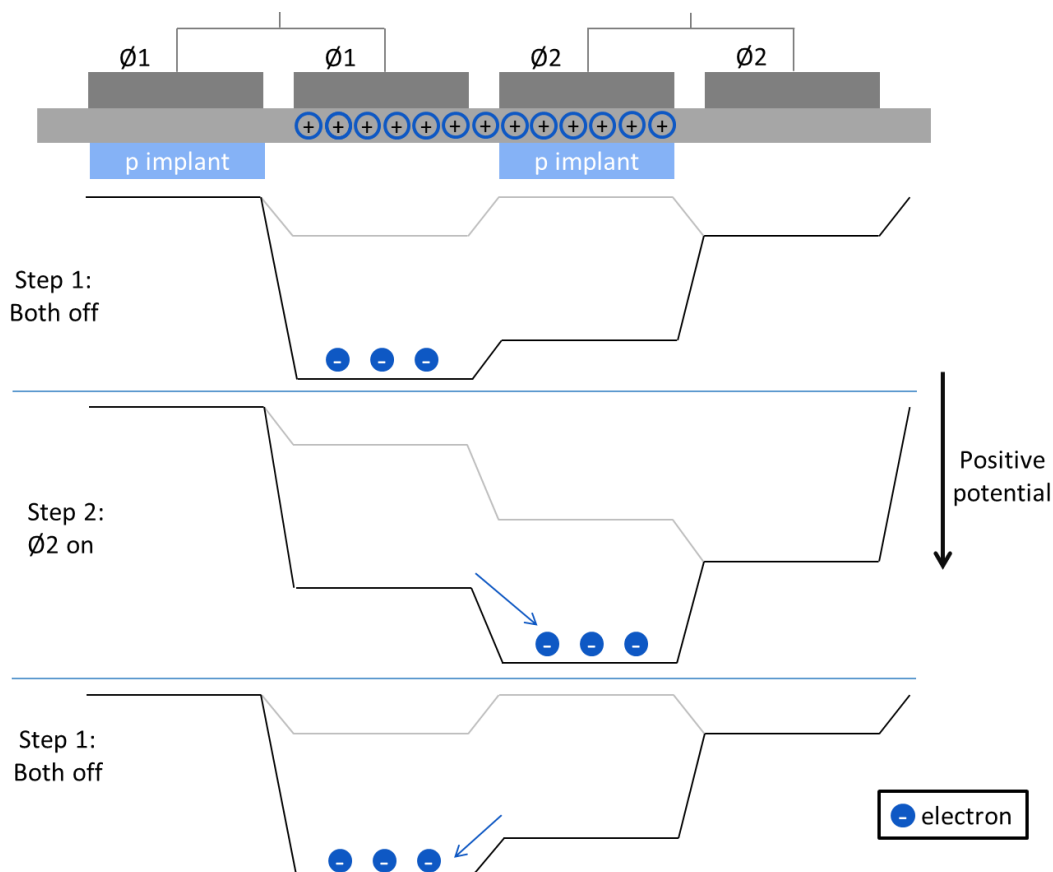 Ø1
Ø1
Ø2
Ø2
+ + + + + + + + + + + + +
p implant
p implant
Step 1:
Both off
- - -
Step 2:
Ø2 on
- - -
Positive
potential
Step 1:
Both off
- - -
- electron